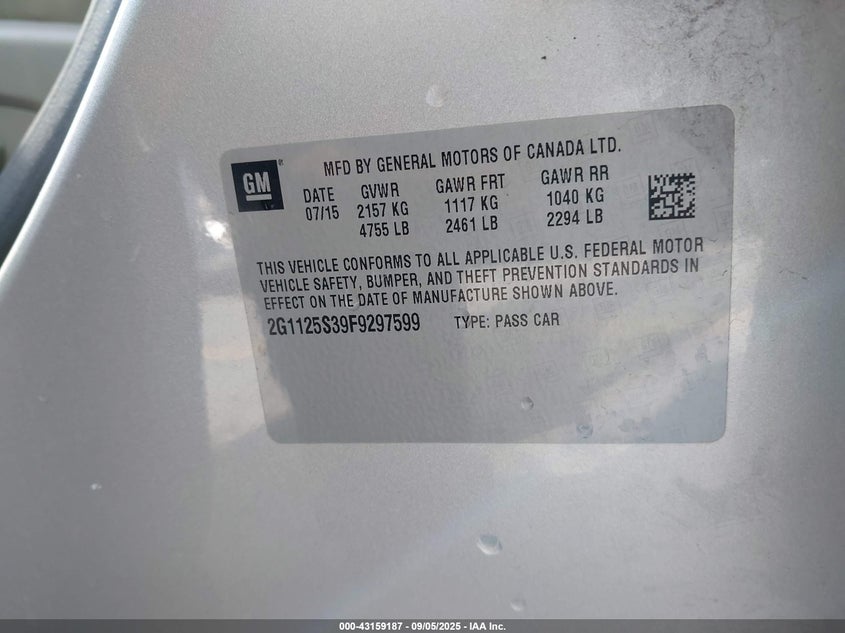 GM
MFD BY GENERAL MOTORS OF CANADA LTD.
DATE GVWR GAWR FRT GAWR RR
07/15 2157 KG 1117 KG 1040 KG
4755 LB 2461 LB 2294 LB
THIS VEHICLE CONFORMS TO ALL APPLICABLE U.S. FEDERAL MOTOR
VEHICLE SAFETY, BUMPER, AND THEFT PREVENTION STANDARDS IN
EFFECT ON THE DATE OF MANUFACTURE SHOWN ABOVE.
2G1125S39F9297599 TYPE: PASS CAR
000-43159187 - 09/05/2025 - IAA Inc.